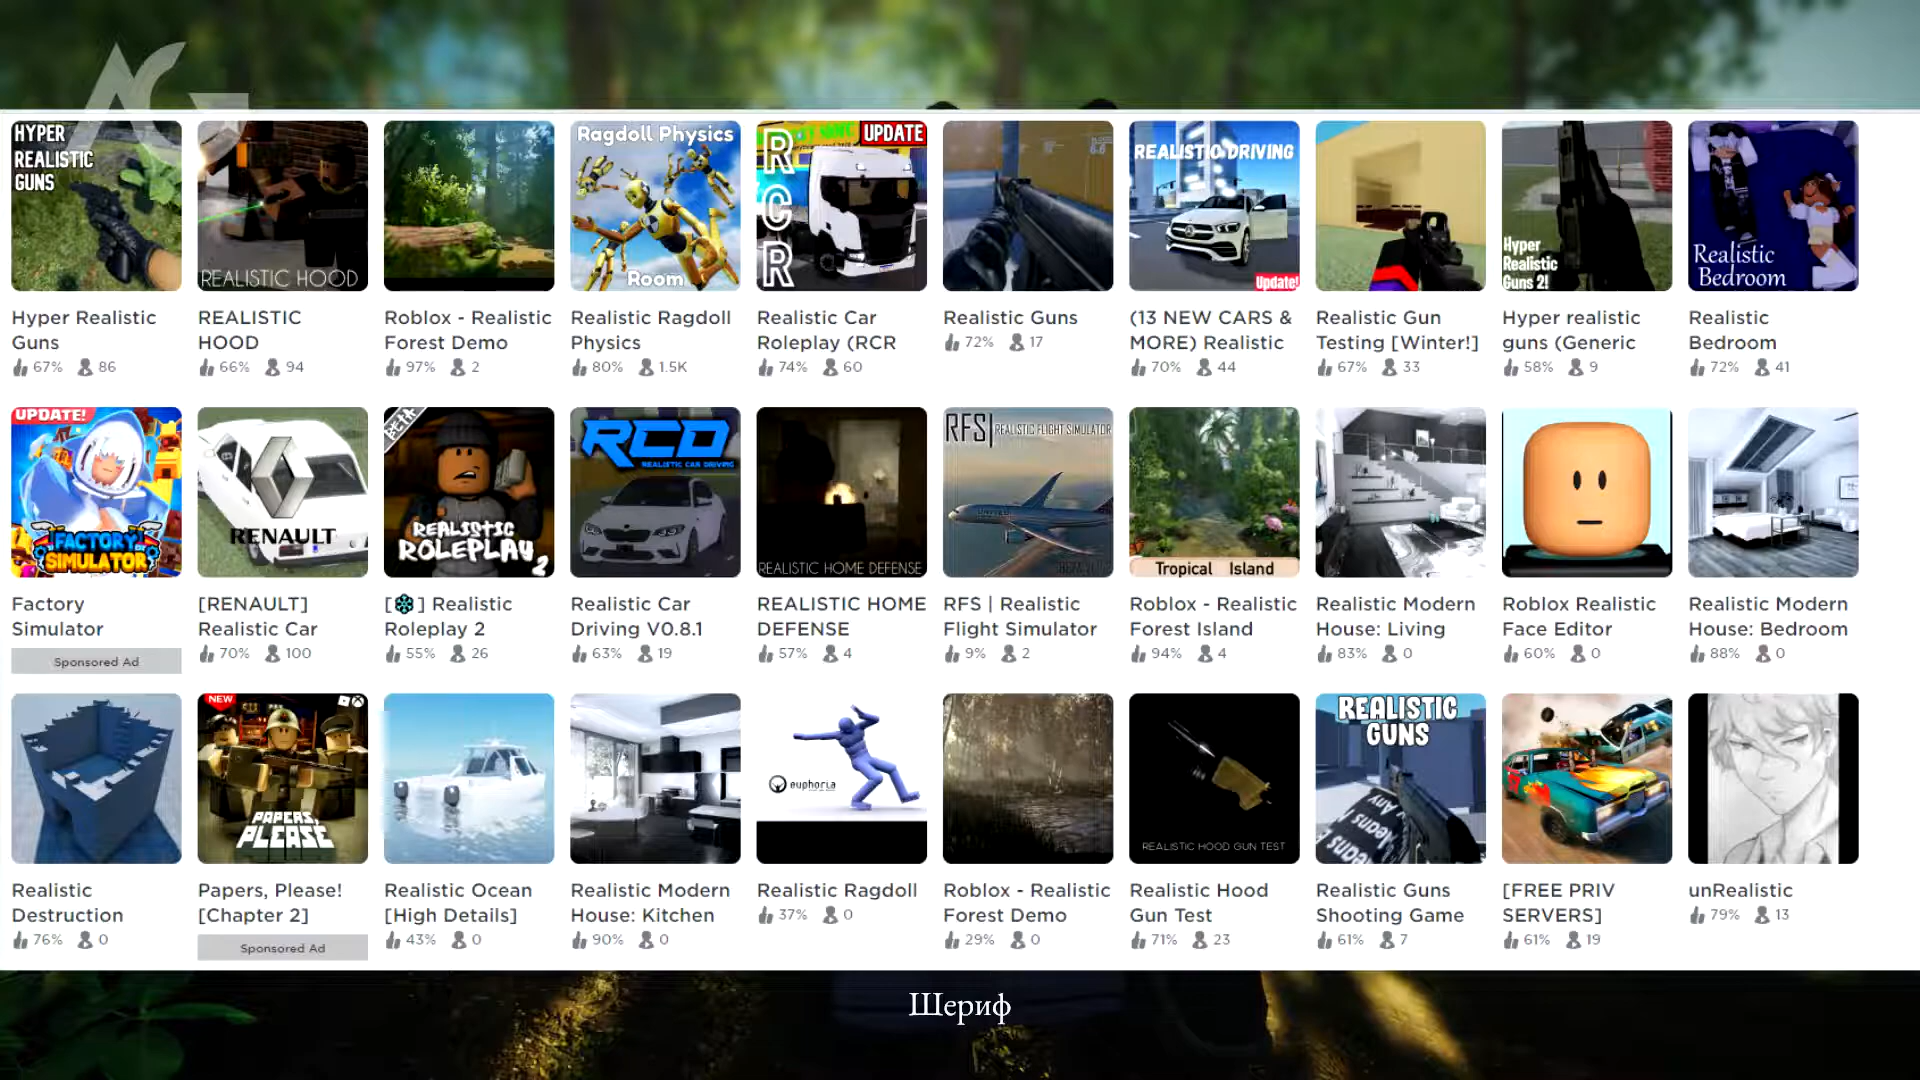 AG
HYPER
REALISTIC
GUNS
Hyper Realistic
Guns
67% 86
REALISTIC HOOD
REALISTIC
HOOD
66% 94
Roblox - Realistic
Forest Demo
97% 2
Ragdoll Physics
Room
Realistic Ragdoll
Physics
80% 1.5K
UPDATE
RCR
Realistic Car
Roleplay (RCR
74% 60
Realistic Guns
72% 17
REALISTIC DRIVING
Update!
(13 NEW CARS &
MORE) Realistic
70% 44
Realistic Gun
Testing [Winter!]
67% 33
Hyper
Realistic
Guns 2!
Hyper realistic
guns (Generic
58% 9
Realistic
Bedroom
Realistic
Bedroom
72% 41
UPDATE!
FACTORY
SIMULATOR
Factory
Simulator
Sponsored Ad
RENAULT
[RENAULT]
Realistic Car
70% 100
BETA
REALISTIC
ROLEPLAY
2
[❄] Realistic
Roleplay 2
55% 26
RCD
REALISTIC CAR DRIVING
Realistic Car
Driving V0.8.1
63% 19
REALISTIC HOME DEFENSE
REALISTIC HOME
DEFENSE
57% 4
RFS| REALISTIC FLIGHT SIMULATOR
UNITED
RFS | Realistic
Flight Simulator
9% 2
Tropical Island
Roblox - Realistic
Forest Island
94% 4
Realistic Modern
House: Living
83% 0
Roblox Realistic
Face Editor
60% 0
Realistic Modern
House: Bedroom
88% 0
Realistic
Destruction
76% 0
NEW
PAPERS,
PLEASE
Papers, Please!
[Chapter 2]
Sponsored Ad
Realistic Ocean
[High Details]
43% 0
Realistic Modern
House: Kitchen
90% 0
euphoria
Realistic Ragdoll
37% 0
Roblox - Realistic
Forest Demo
29% 0
REALISTIC HOOD GUN TEST
Realistic Hood
Gun Test
71% 23
REALISTIC
GUNS
Realistic Guns
Shooting Game
61% 7
[FREE PRIV
SERVERS]
61% 19
unRealistic
79% 13
Шериф